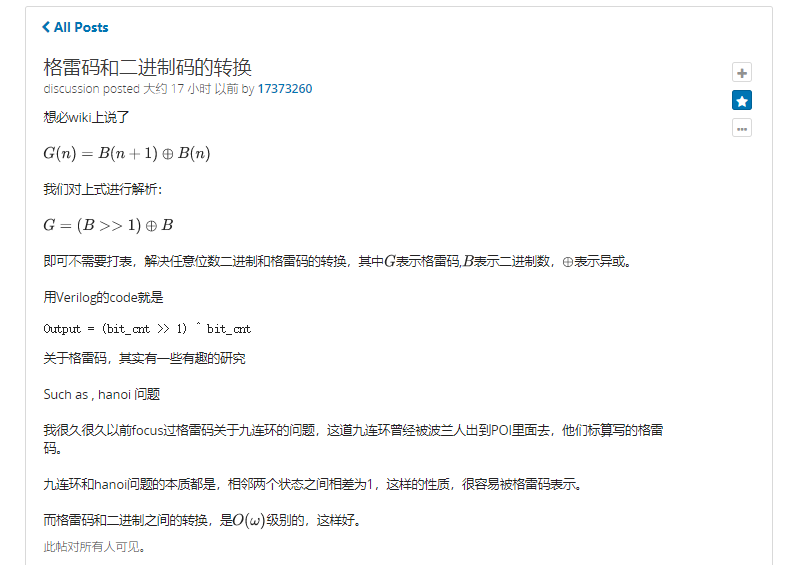 All Posts
格雷码和二进制码的转换
discussion posted 大约 17 小时 以前 by 17373260
想必wiki上说了
G(n) = B(n + 1) ⊕ B(n)
我们对上式进行解析：
G = (B >> 1) ⊕ B
即可不需要打表，解决任意位数二进制和格雷码的转换，其中G表示格雷码,B表示二进制数，⊕表示异或。
用Verilog的code就是
Output = (bit_cnt >> 1) ^ bit_cnt
关于格雷码，其实有一些有趣的研究
Such as , hanoi 问题
我很久很久以前focus过格雷码关于九连环的问题，这道九连环曾经被波兰人出到POI里面去，他们标算写的格雷
码。
九连环和hanoi问题的本质都是，相邻两个状态之间相差为1，这样的性质，很容易被格雷码表示。
而格雷码和二进制之间的转换，是O(ω)级别的，这样好。
此帖对所有人可见。